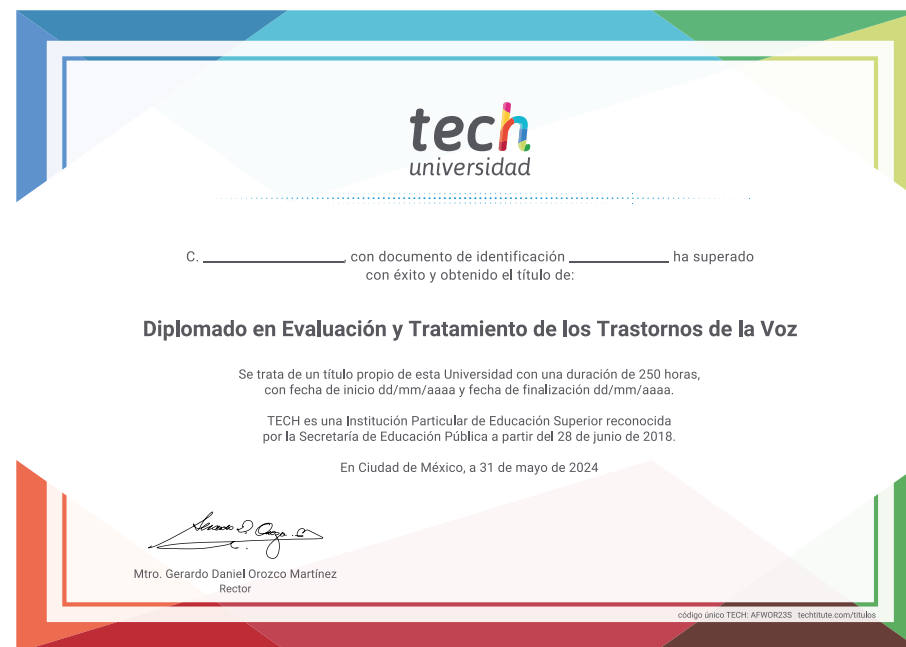 tech
universidad
C. ____________, con documento de identificación ____________ ha superado
con éxito y obtenido el título de:
Diplomado en Evaluación y Tratamiento de los Trastornos de la Voz
Se trata de un título propio de esta Universidad con una duración de 250 horas,
con fecha de inicio dd/mm/aaaa y fecha de finalización dd/mm/aaaa.
TECH es una Institución Particular de Educación Superior reconocida
por la Secretaría de Educación Pública a partir del 28 de junio de 2018.
En Ciudad de México, a 31 de mayo de 2024
Mtro. Gerardo Daniel Orozco Martínez
Rector
código único TECH: AFWOR23S techtitute.com/titulos